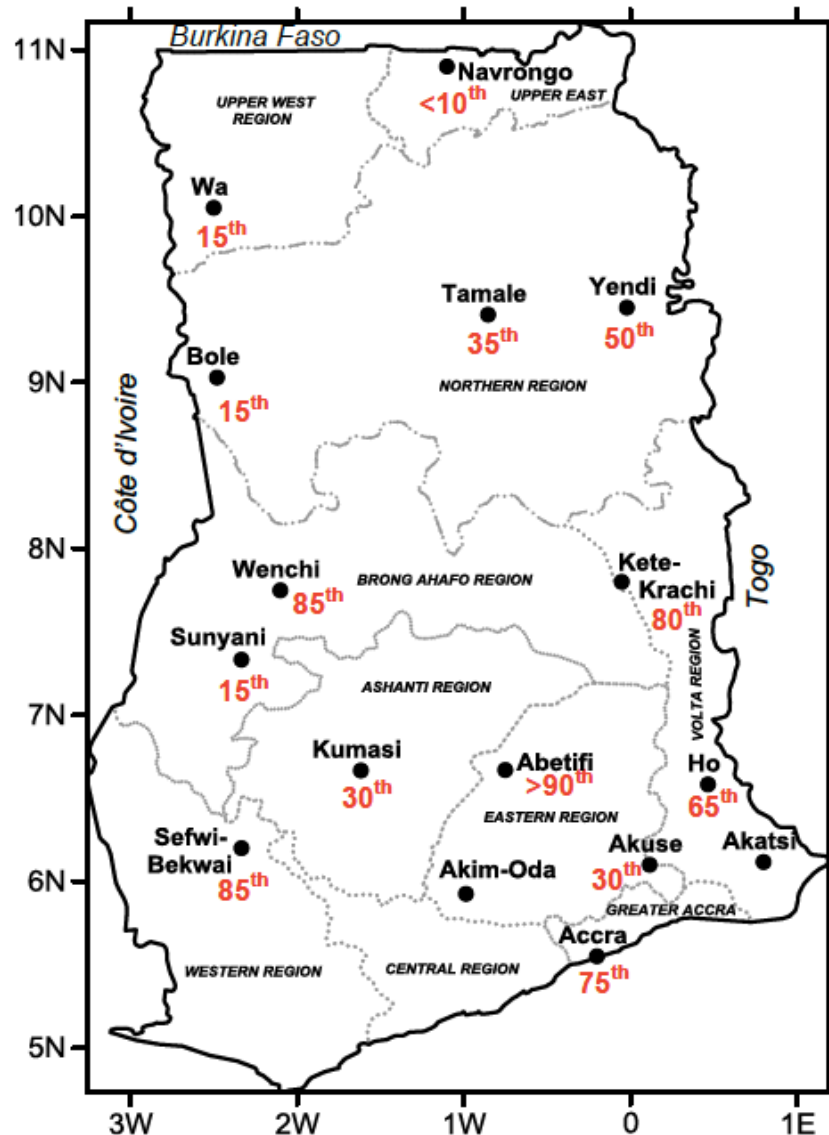 Burkina Faso
11N
Navrongo
<10th
UPPER EAST
UPPER WEST
REGION
Wa
15th
10N
Tamale
35th
Yendi
50th
Bole
15th
NORTHERN REGION
9N
Côte d'Ivoire
8N
Wenchi
85th
BRONG AHAFO REGION
Kete-
Krachi
80th
Togo
Sunyani
15th
ASHANTI REGION
VOLTA REGION
7N
Kumasi
30th
Abetifi
>90th
Ho
65th
EASTERN REGION
Sefwi-
Bekwai
85th
Akim-Oda
Akuse
30th
Akatsi
6N
GREATER ACCRA
Accra
75th
WESTERN REGION
CENTRAL REGION
5N
3W
2W
1W
0
1E